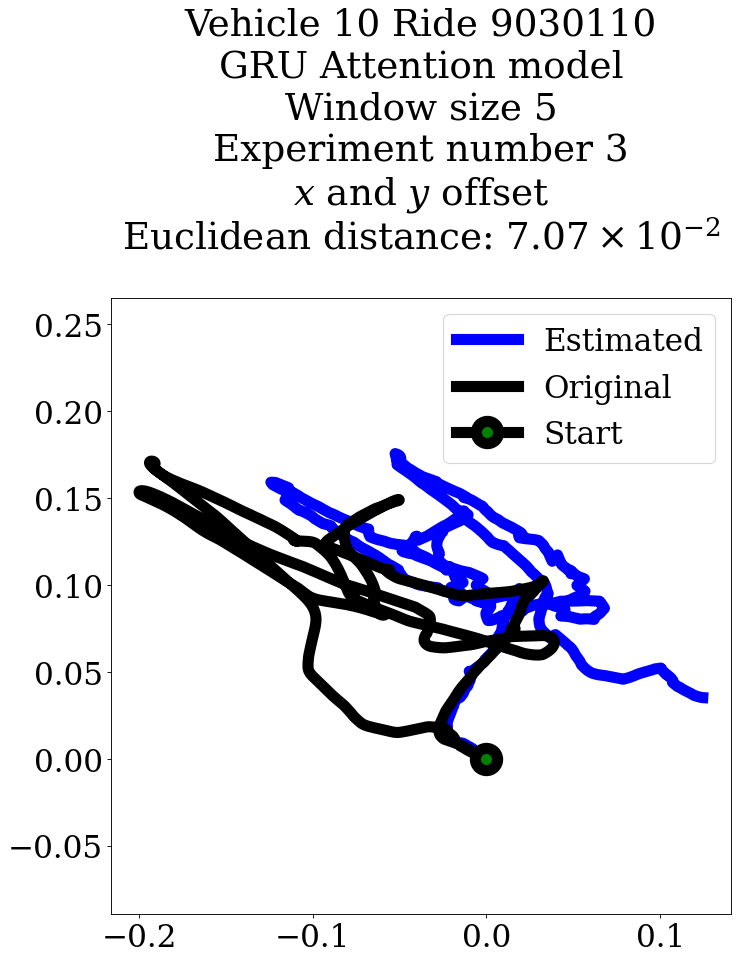 Vehicle 10 Ride 9030110
GRU Attention model
Window size 5
Experiment number 3
x and y offset
Euclidean distance: 7.07 × 10⁻²
Estimated
Original
Start
0.25
0.20
0.15
0.10
0.05
0.00
−0.05
−0.2
−0.1
0.0
0.1